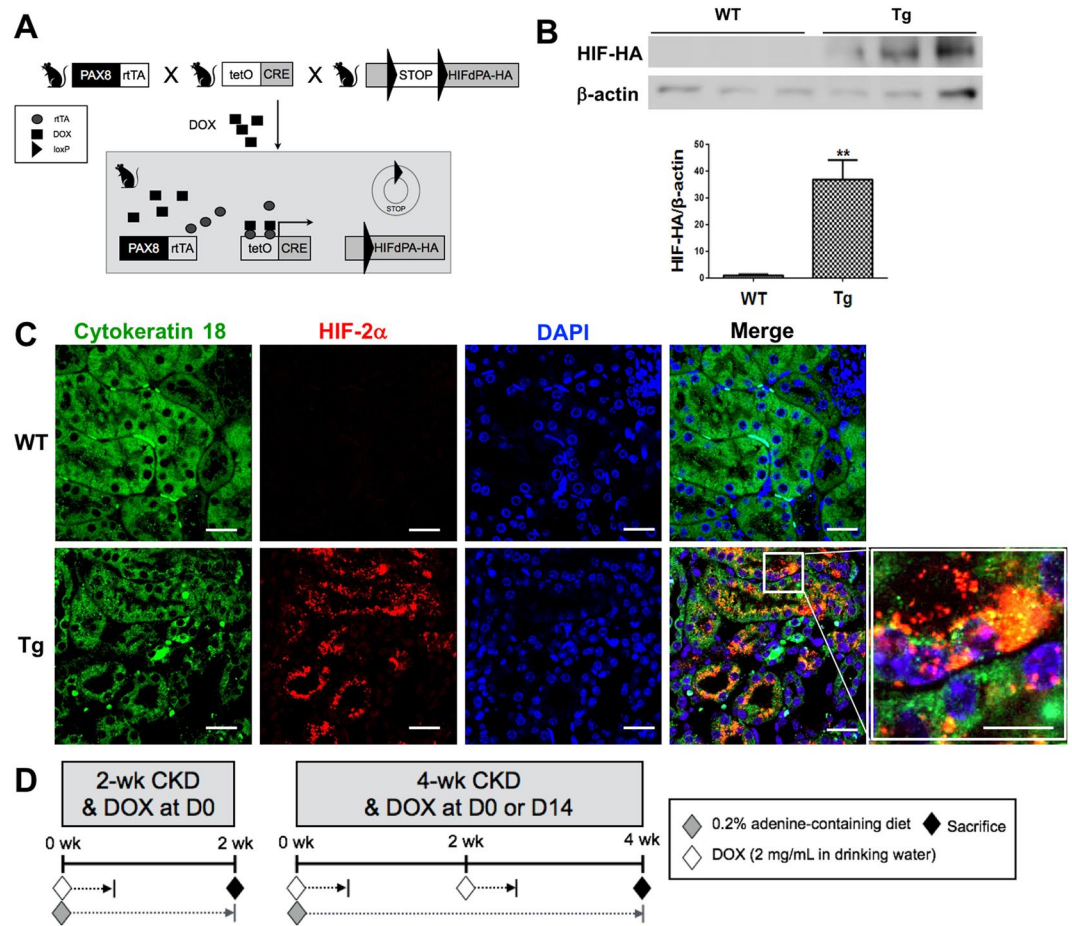 A
PAX8 rtTA X tetO CRE X STOP HIFdPA-HA
rtTA
DOX
loxP
DOX
STOP
PAX8 rtTA tetO CRE HIFdPA-HA
B
WT Tg
HIF-HA
β-actin
HIF-HA/β-actin
50
40
30
20
10
0
**
WT Tg
C
Cytokeratin 18 HIF-2α DAPI Merge
WT
Tg
D
2-wk CKD
& DOX at D0
0 wk 2 wk
4-wk CKD
& DOX at D0 or D14
0 wk 2 wk 4 wk
0.2% adenine-containing diet Sacrifice
DOX (2 mg/mL in drinking water)